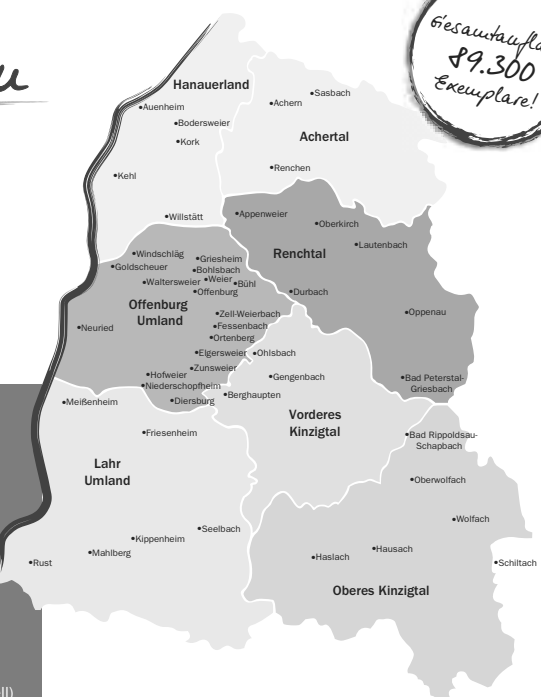 Gesamtaufla
89.300
Exemplare!
Hanauerland
Sasbach
Achern
Auenheim
Bodersweier
Achertal
Kork
Renchen
Kehl
Willstätt
Appenweier
Oberkirch
Lautenbach
Renchtal
Windschläg
Griesheim
Goldscheuer
Bohlsbach
Waltersweier
Weier
Bühl
Offenburg
Durbach
Offenburg
Umland
Zell-Weierbach
Oppenau
Neuried
Fessenbach
Ortenberg
Elgersweier
Ohlsbach
Zunsweier
Hofweier
Gengenbach
Bad Peterstal-
Griesbach
Niederschopfheim
Berghaupten
Meißenheim
Diersburg
Vorderes
Kinzigtal
Friesenheim
Bad Rippoldsau-
Schapbach
Lahr
Umland
Oberwolfach
Wolfach
Seelbach
Kippenheim
Mahlberg
Hausach
Haslach
Rust
Schiltach
Oberes Kinzigtal